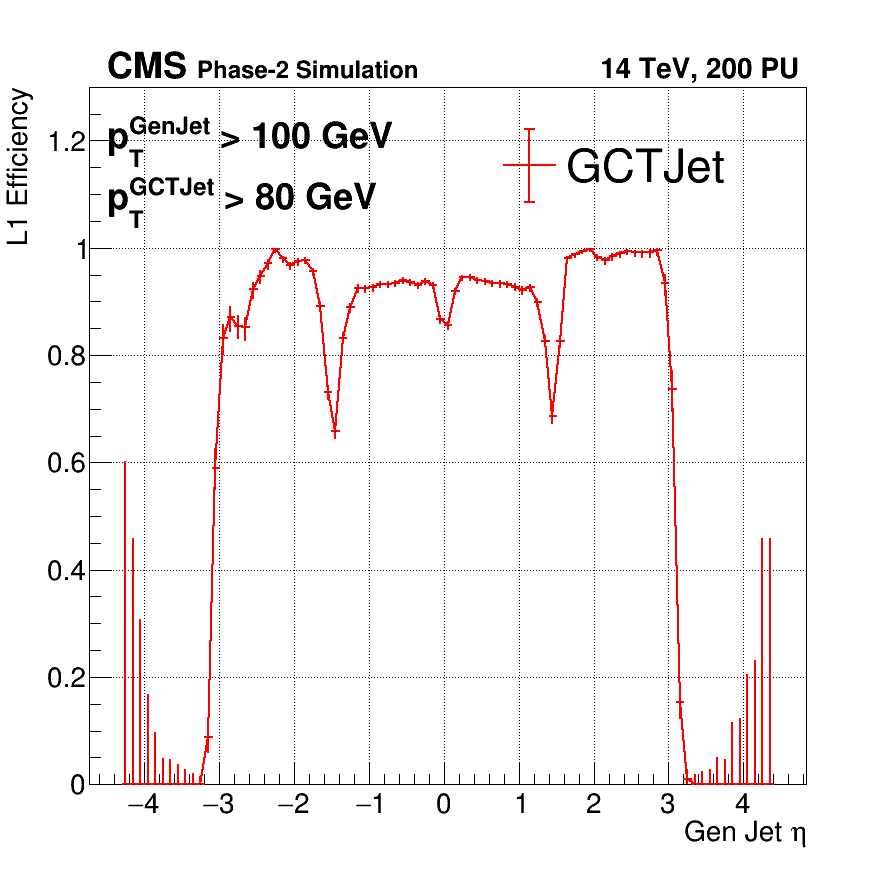 CMS Phase-2 Simulation 14 TeV, 200 PU
p_T^GenJet > 100 GeV
p_T^GCTJet > 80 GeV
GCTJet
L1 Efficiency
1.2
1
0.8
0.6
0.4
0.2
0
−4 −3 −2 −1 0 1 2 3 4
Gen Jet η